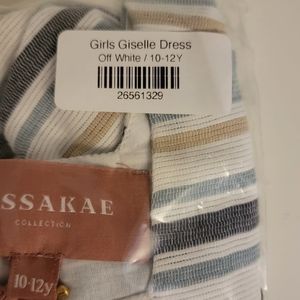 Girls Giselle Dress
Off White / 10-12Y
26561329
SSAKAE
COLLECTION
10-12y